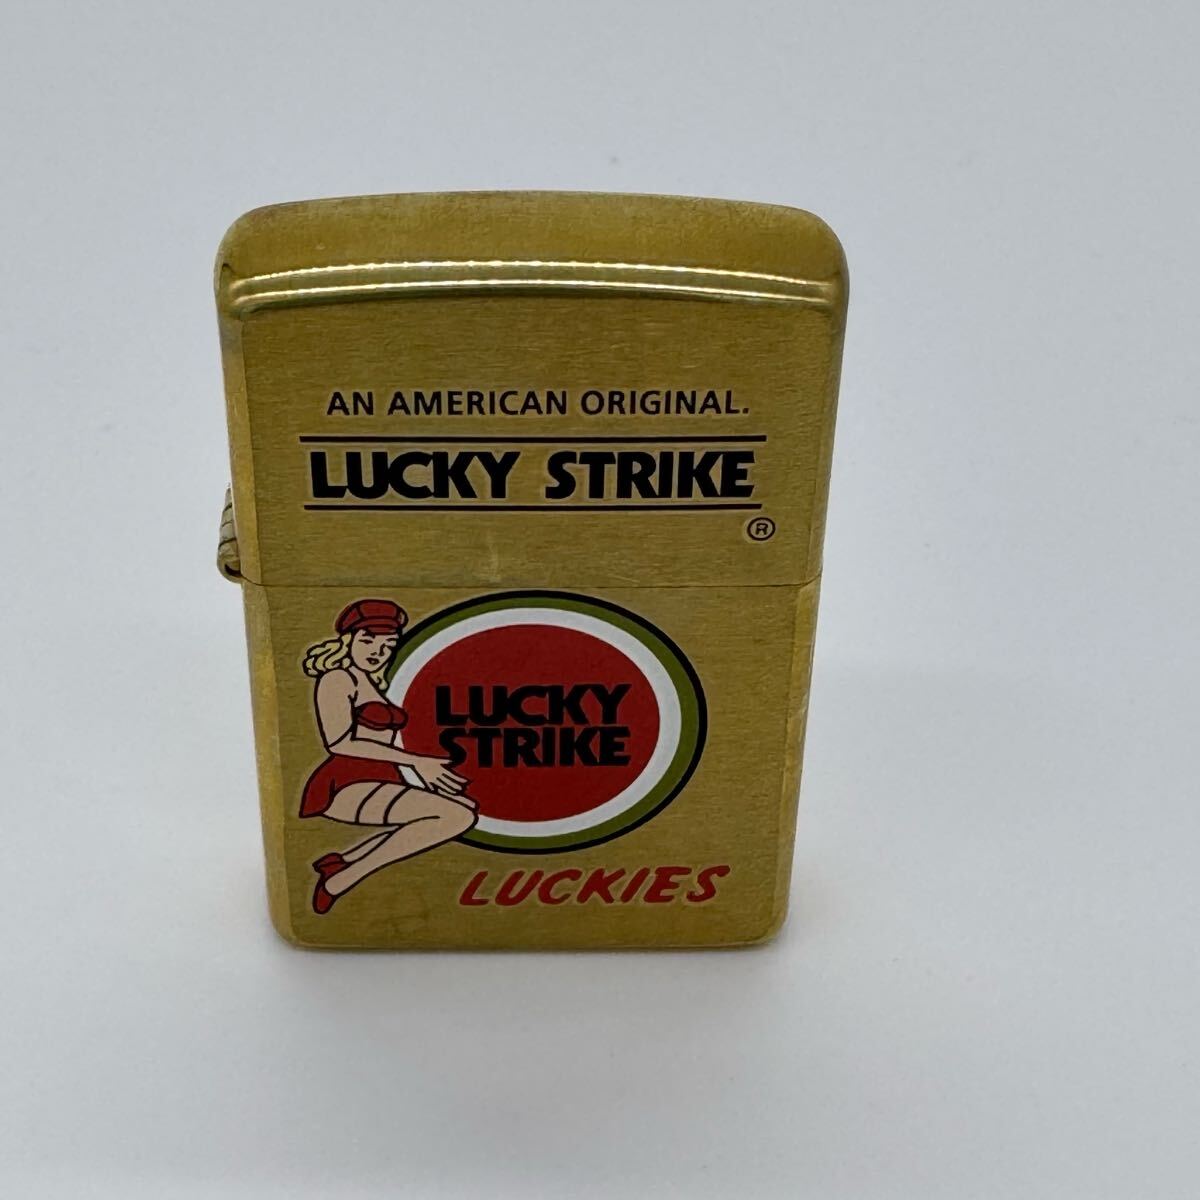 AN AMERICAN ORIGINAL.
LUCKY STRIKE
®
LUCKY
STRIKE
LUCKIES